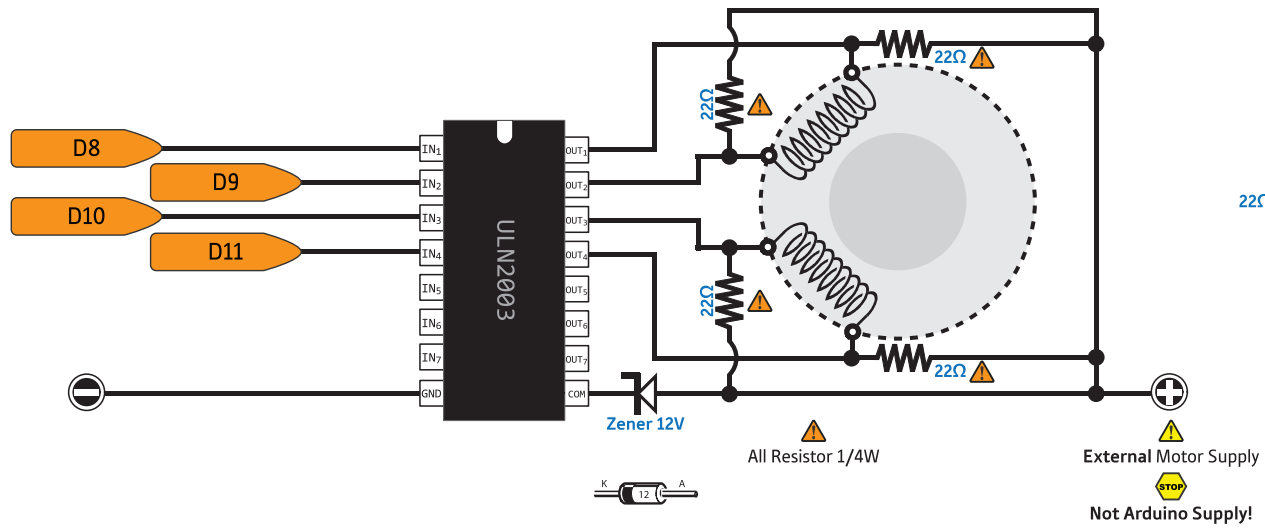 22Ω
22Ω
D8
IN1
OUT1
D9
IN2
OUT2
D10
IN3
OUT3
22Ω
D11
IN4
OUT4
ULN2003
IN5
OUT5
22Ω
IN6
OUT6
IN7
OUT7
22Ω
GND
COM
Zener 12V
All Resistor 1/4W
External Motor Supply
K
12
A
STOP
Not Arduino Supply!